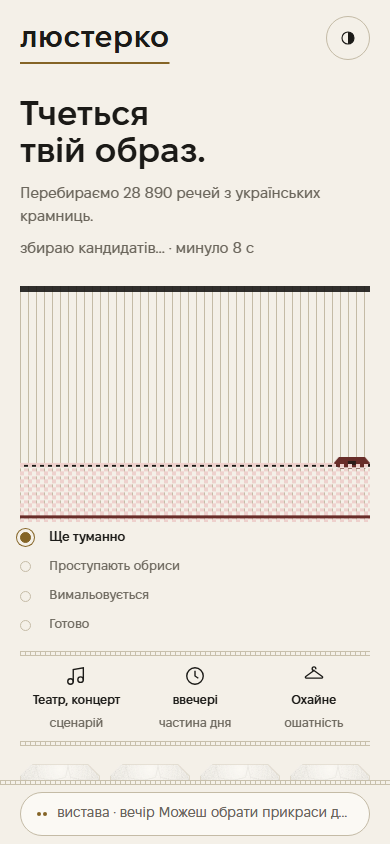 люстерко
Тчеться
твій образ.
Перебираємо 28 890 речей з українських
крамниць.
збираю кандидатів… · минуло 8 с
Ще туманно
Проступають обриси
Вимальовується
Готово
Театр, концерт
ввечері
Охайне
сценарій
частина дня
ошатність
вистава · вечір Можеш обрати прикраси д…